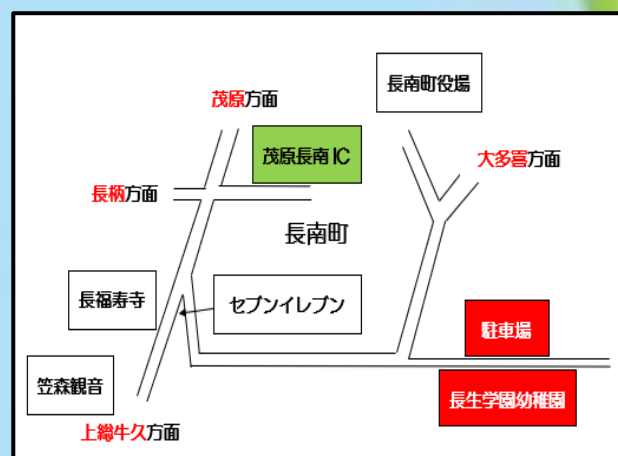 長南町役場
茂原方面
茂原長南IC
大多喜方面
長柄方面
長南町
長福寿寺
セブンイレブン
駐車場
笠森観音
長生学園幼稚園
上総牛久方面